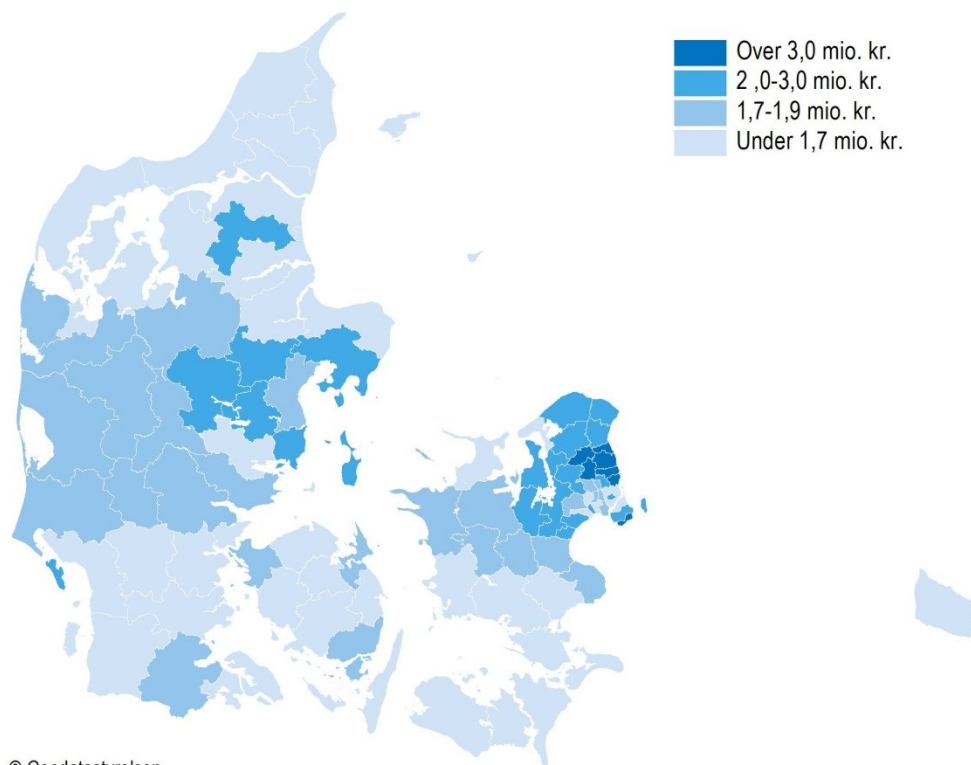 Over 3,0 mio. kr.
2 ,0-3,0 mio. kr.
1,7-1,9 mio. kr.
Under 1,7 mio. kr.